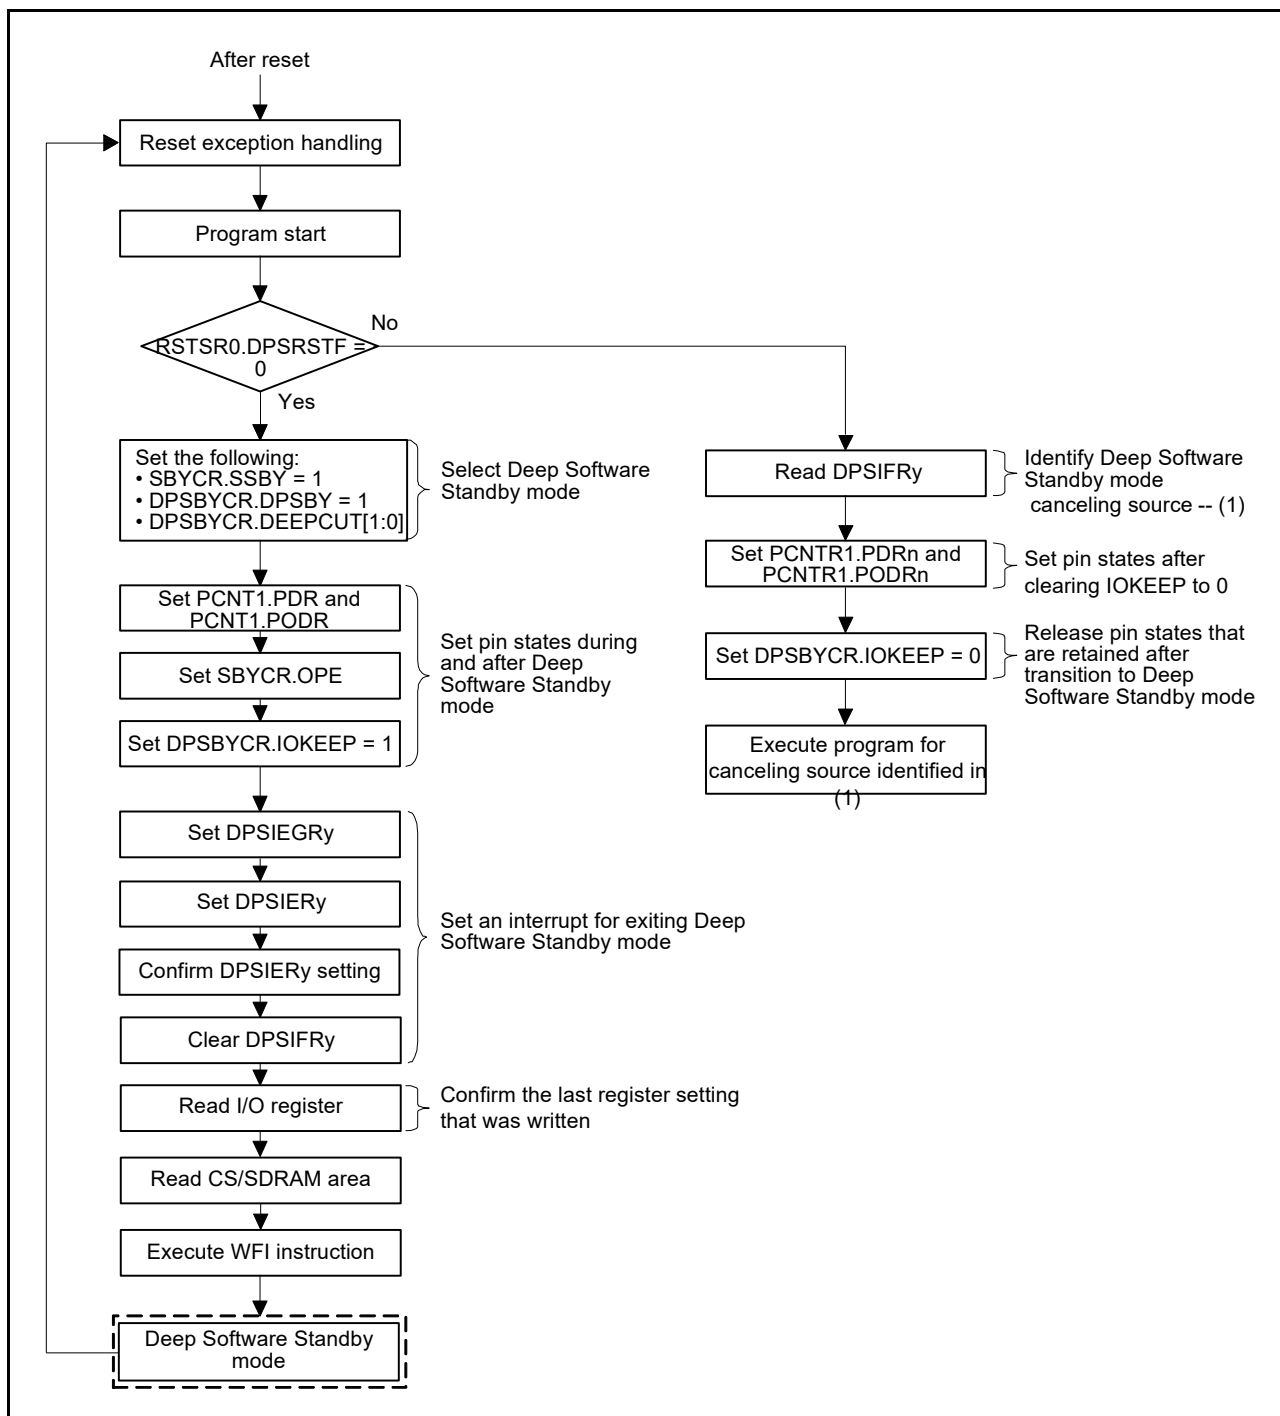 After reset
Reset exception handling
Program start
No
RSTSR0.DPSRSTF =
0
Yes
Set the following:
• SBYCR.SSBY = 1
• DPSBYCR.DPSBY = 1
• DPSBYCR.DEEPCUT[1:0]
Select Deep Software
Standby mode
Set PCNT1.PDR and
PCNT1.PODR
Set SBYCR.OPE
Set DPSBYCR.IOKEEP = 1
Set pin states during
and after Deep
Software Standby
mode
Set DPSIEGRy
Set DPSIERy
Confirm DPSIERy setting
Clear DPSIFRy
Set an interrupt for exiting Deep
Software Standby mode
Read I/O register
Confirm the last register setting
that was written
Read CS/SDRAM area
Execute WFI instruction
Deep Software Standby
mode
Read DPSIFRy
Identify Deep Software
Standby mode
canceling source -- (1)
Set PCNTR1.PDRn and
PCNTR1.PODRn
Set pin states after
clearing IOKEEP to 0
Set DPSBYCR.IOKEEP = 0
Release pin states that
are retained after
transition to Deep
Software Standby mode
Execute program for
canceling source identified in
(1)